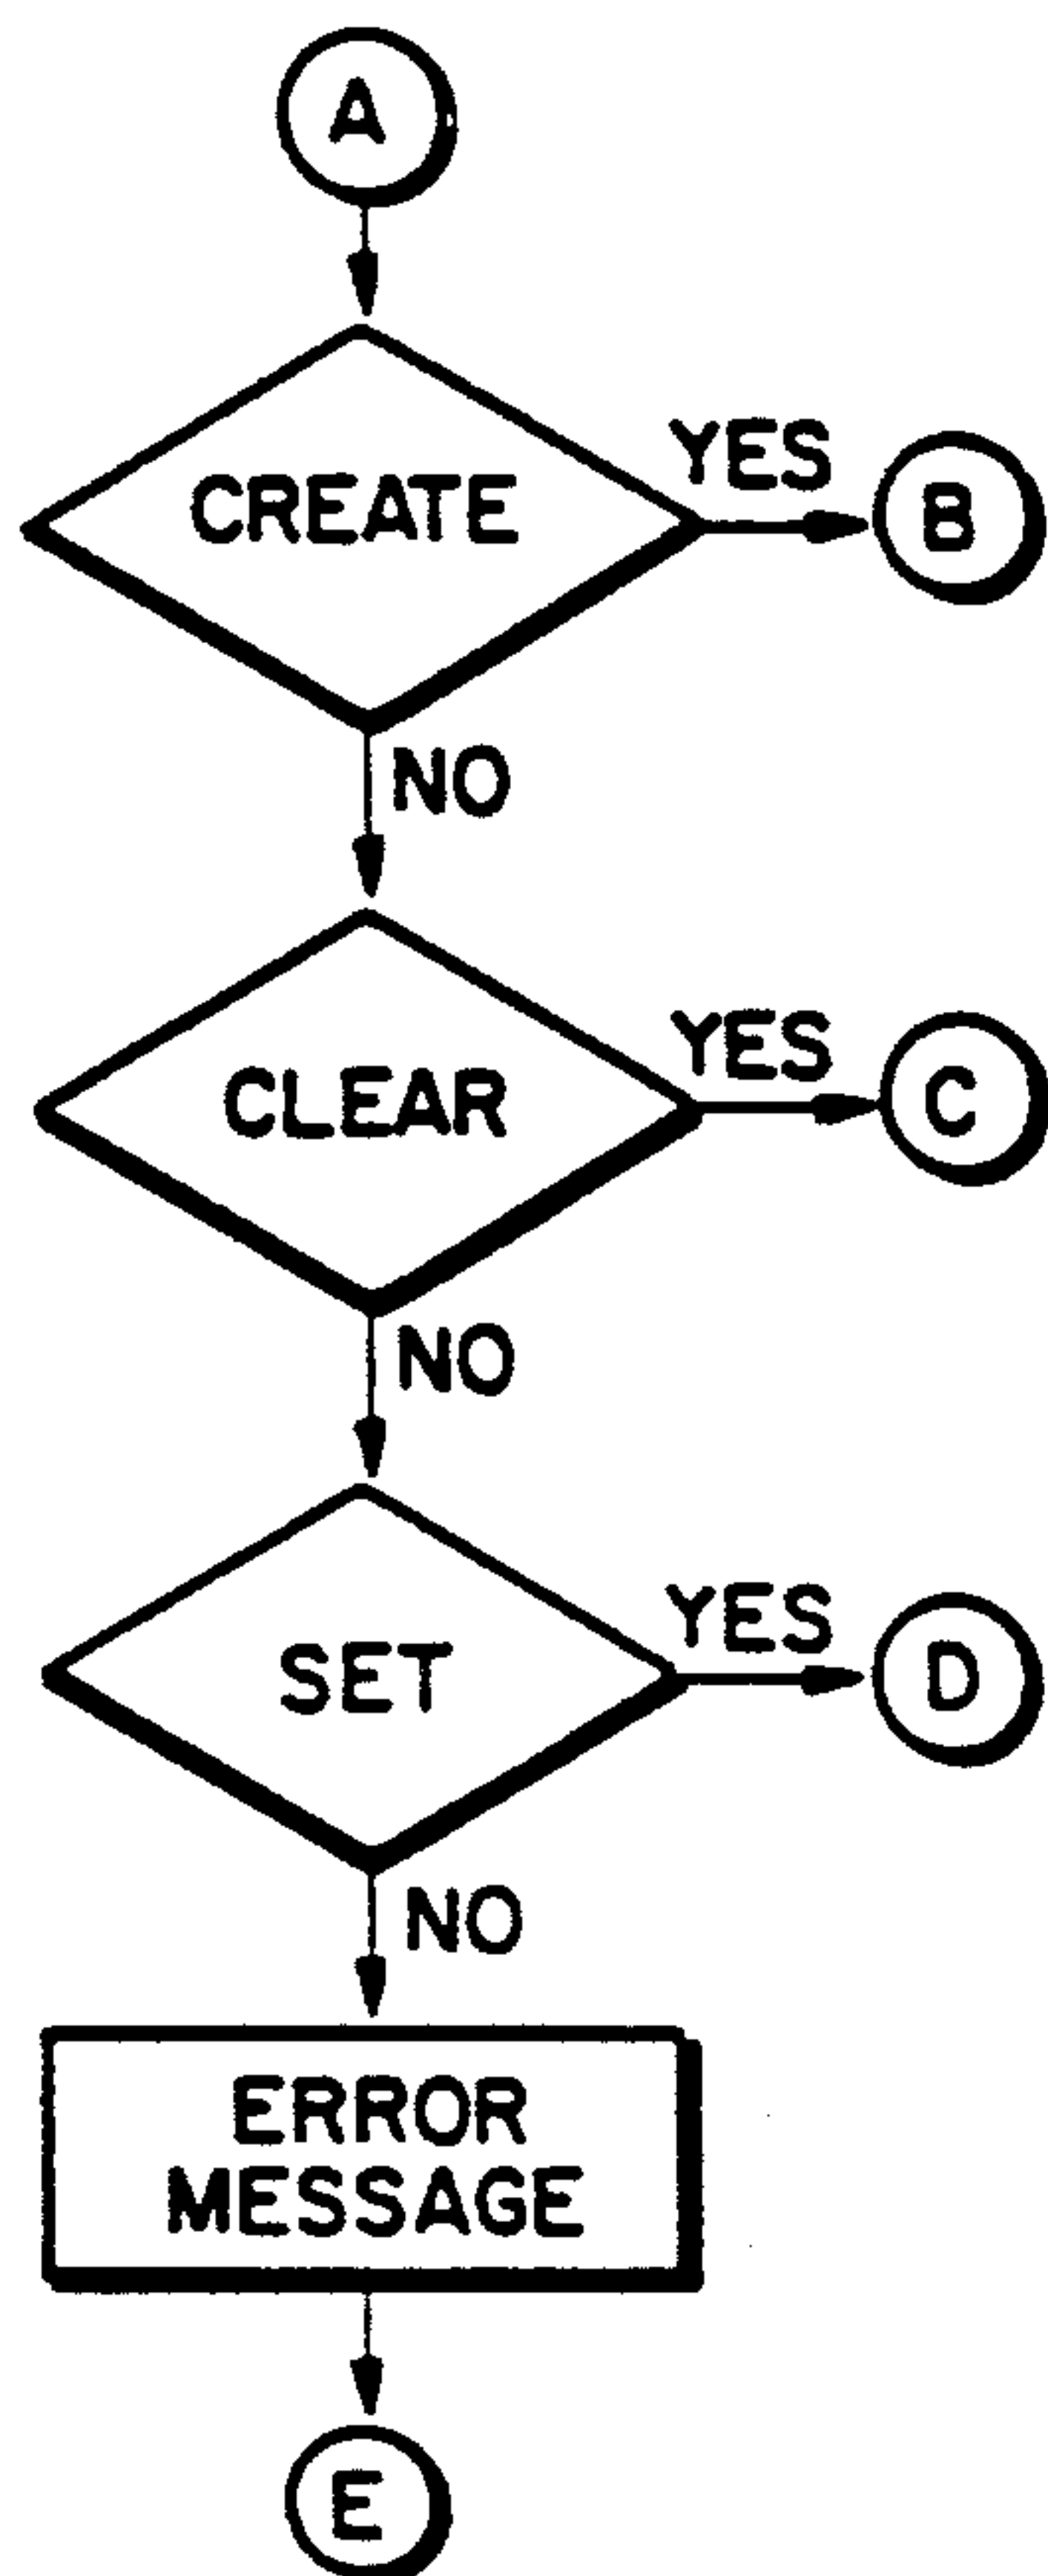 A
CREATE
YES
B
NO
CLEAR
YES
C
NO
SET
YES
D
NO
ERROR
MESSAGE
E